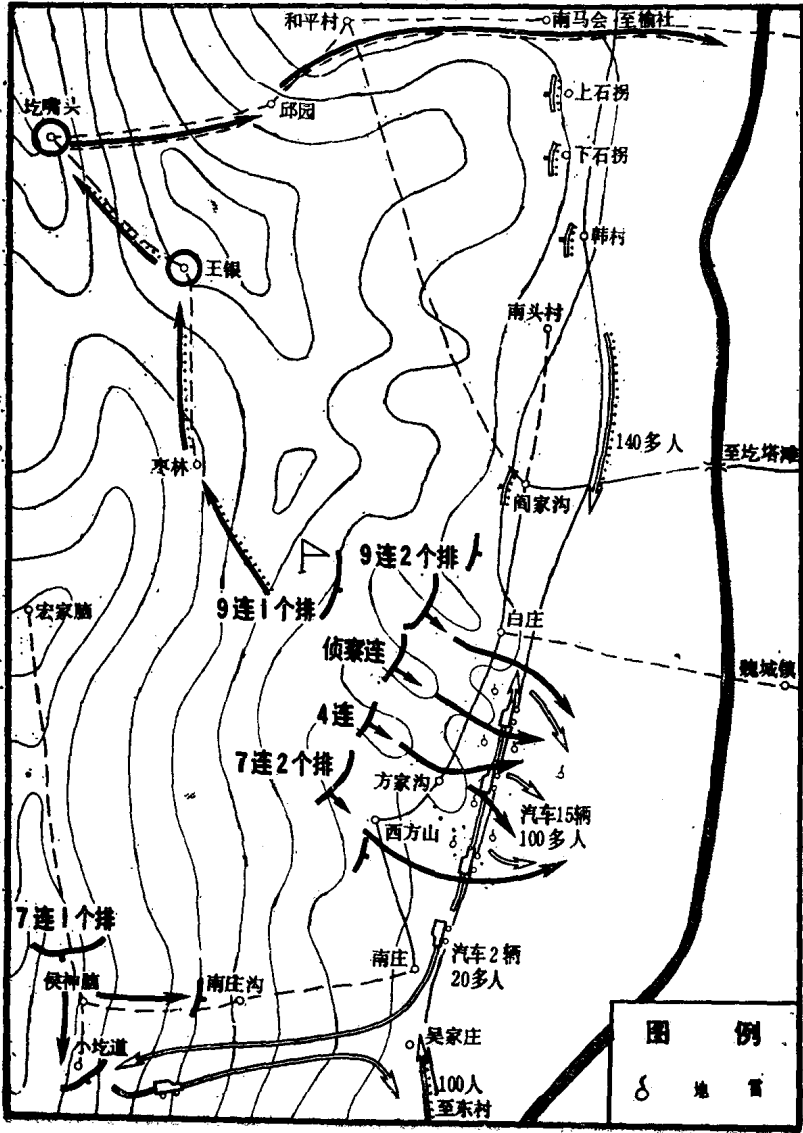 和平村
南马会
至榆社
圪嘴头
邱园
上石拐
下石拐
韩村
王银
南头村
140多人
至圪塔滩
枣林
阎家沟
9连2个排
9连1个排
宏家脑
白庄
侦察连
魏城镇
4连
7连2个排
方家沟
汽车15辆
100多人
西方山
7连1个排
南庄
汽车2辆
20多人
侯神脑
南庄沟
小圪道
吴家庄
100人
至东村
图例
地雷